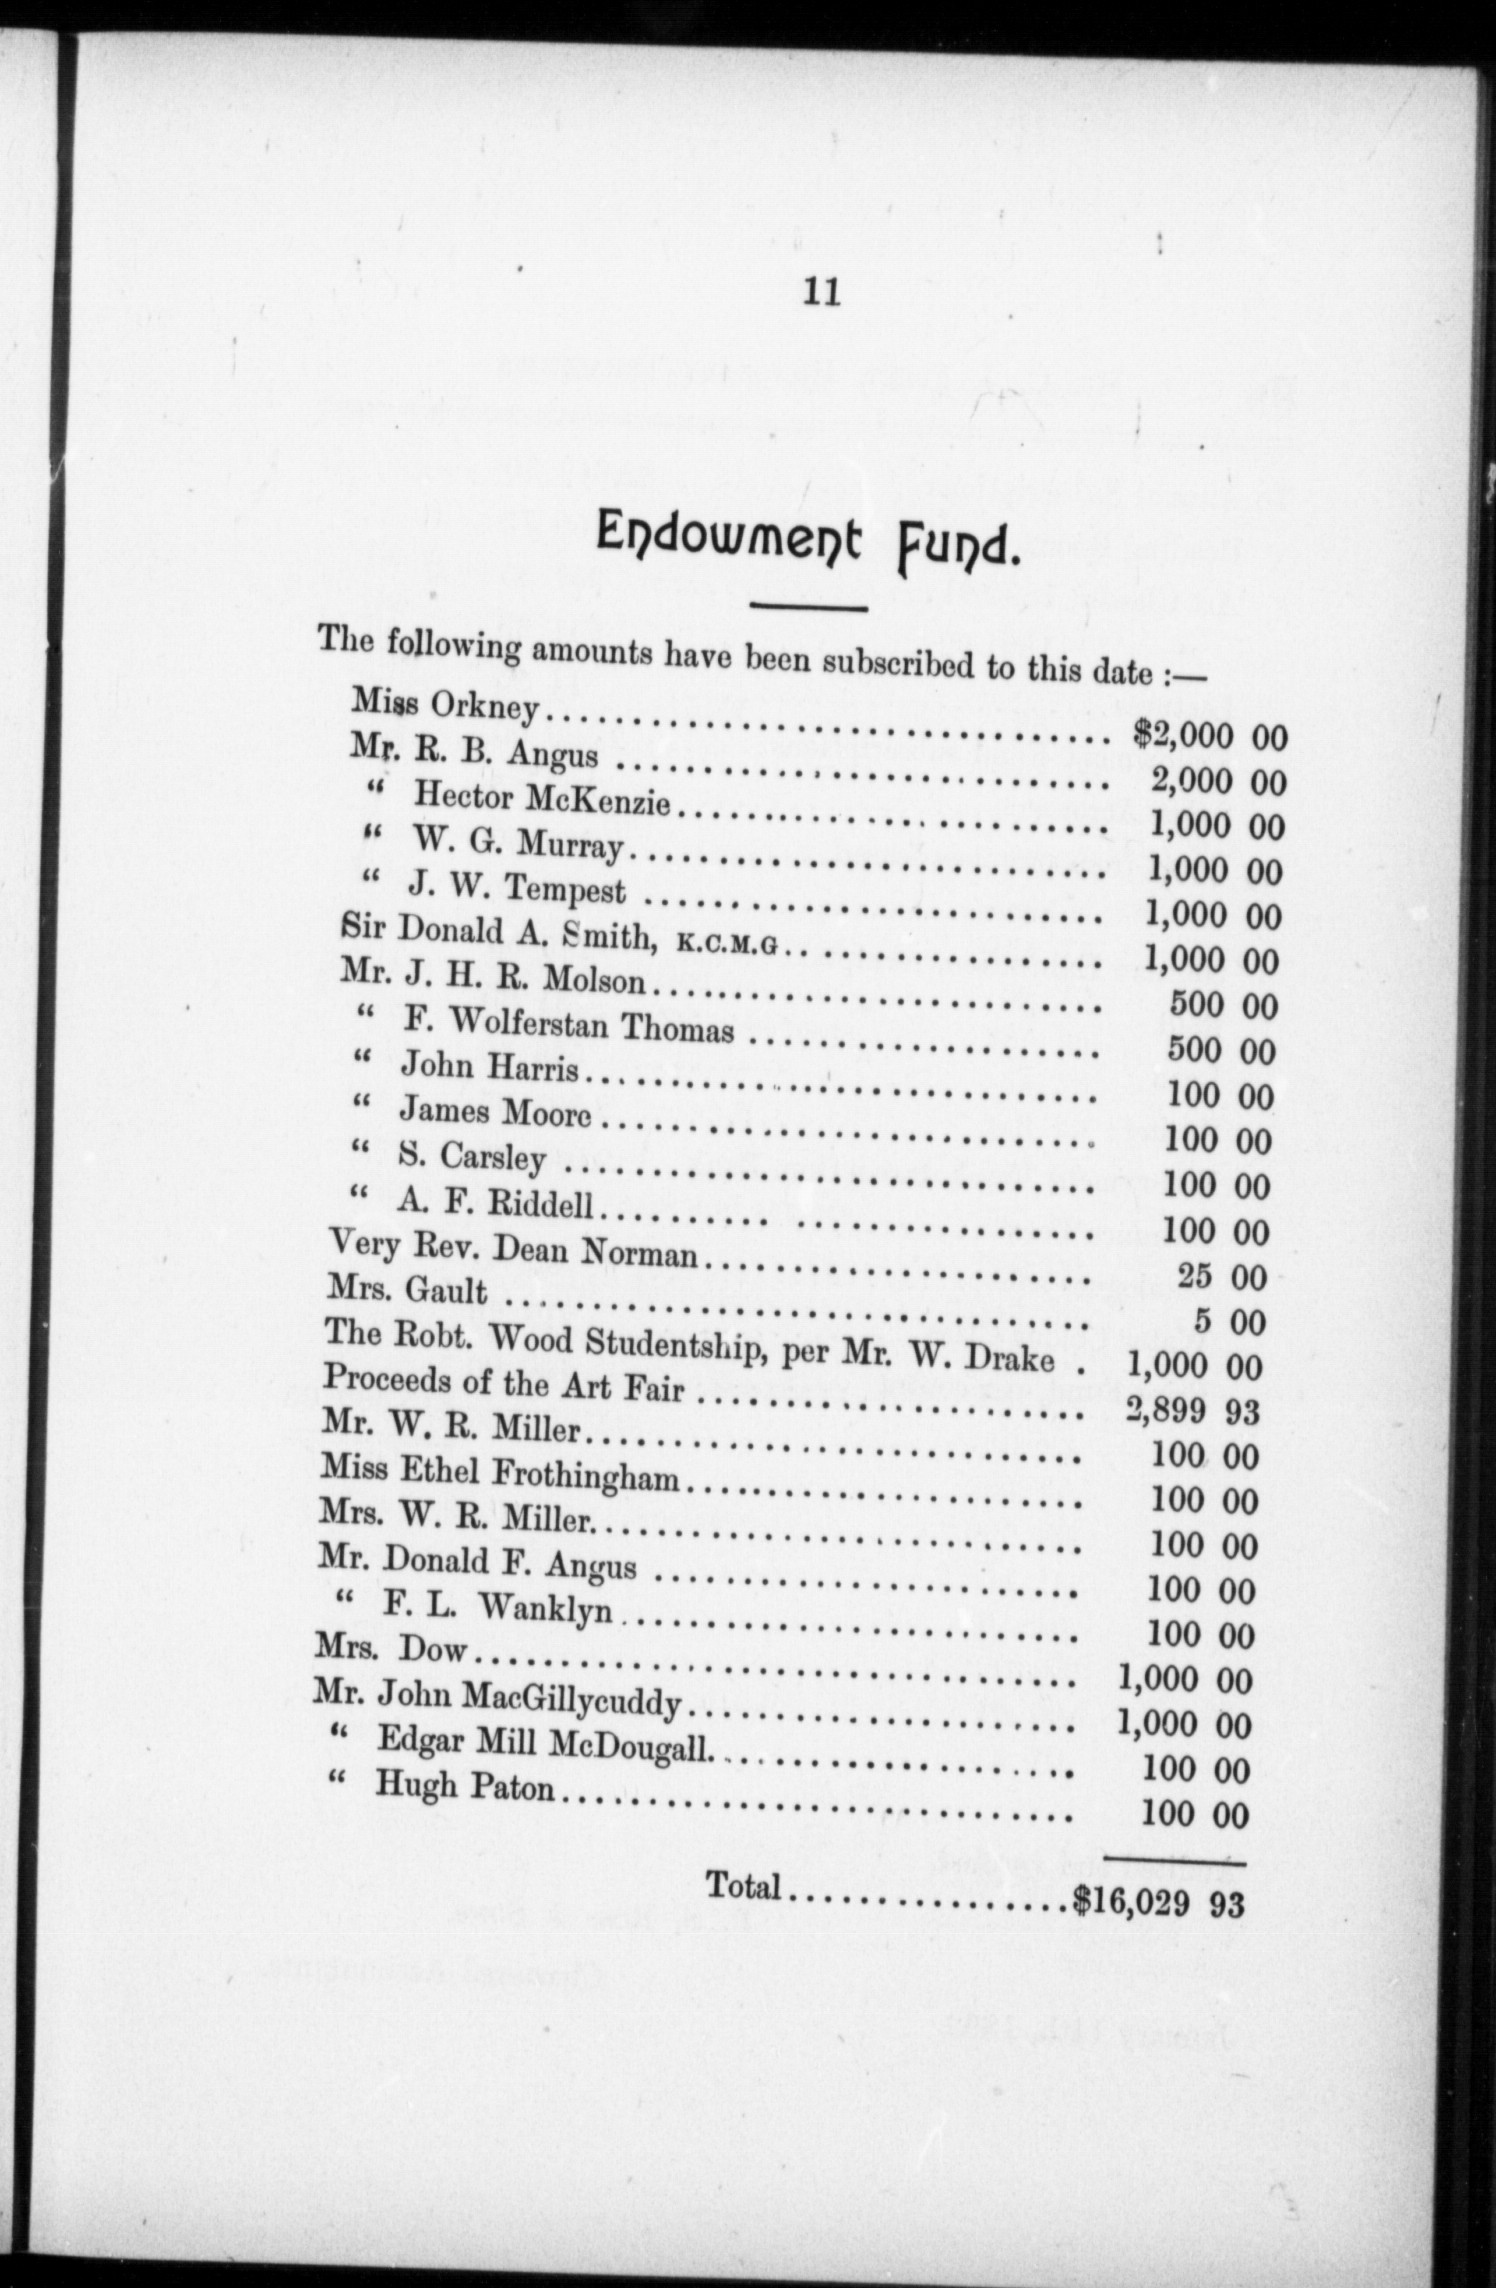 11
Endowment Fund.
The following amounts have been subscribed to this date :—
Miss Orkney................................ $2,000 00
Mr. R. B. Angus ............................ 2,000 00
“ Hector McKenzie........................ 1,000 00
“ W. G. Murray........................... 1,000 00
“ J. W. Tempest .......................... 1,000 00
Sir Donald A. Smith, K.C.M.G.................. 1,000 00
Mr. J. H. R. Molson......................... 500 00
“ F. Wolferstan Thomas .................... 500 00
“ John Harris............................. 100 00
“ James Moore............................ 100 00
“ S. Carsley .............................. 100 00
“ A. F. Riddell.......... ................. 100 00
Very Rev. Dean Norman...................... 25 00
Mrs. Gault ................................. 5 00
The Robt. Wood Studentship, per Mr. W. Drake . 1,000 00
Proceeds of the Art Fair ...................... 2,899 93
Mr. W. R. Miller............................ 100 00
Miss Ethel Frothingham....................... 100 00
Mrs. W. R. Miller............................ 100 00
Mr. Donald F. Angus ........................ 100 00
“ F. L. Wanklyn.......................... 100 00
Mrs. Dow.................................. 1,000 00
Mr. John MacGillycuddy...................... 1,000 00
“ Edgar Mill McDougall..................... 100 00
“ Hugh Paton............................. 100 00
Total................$16,029 93